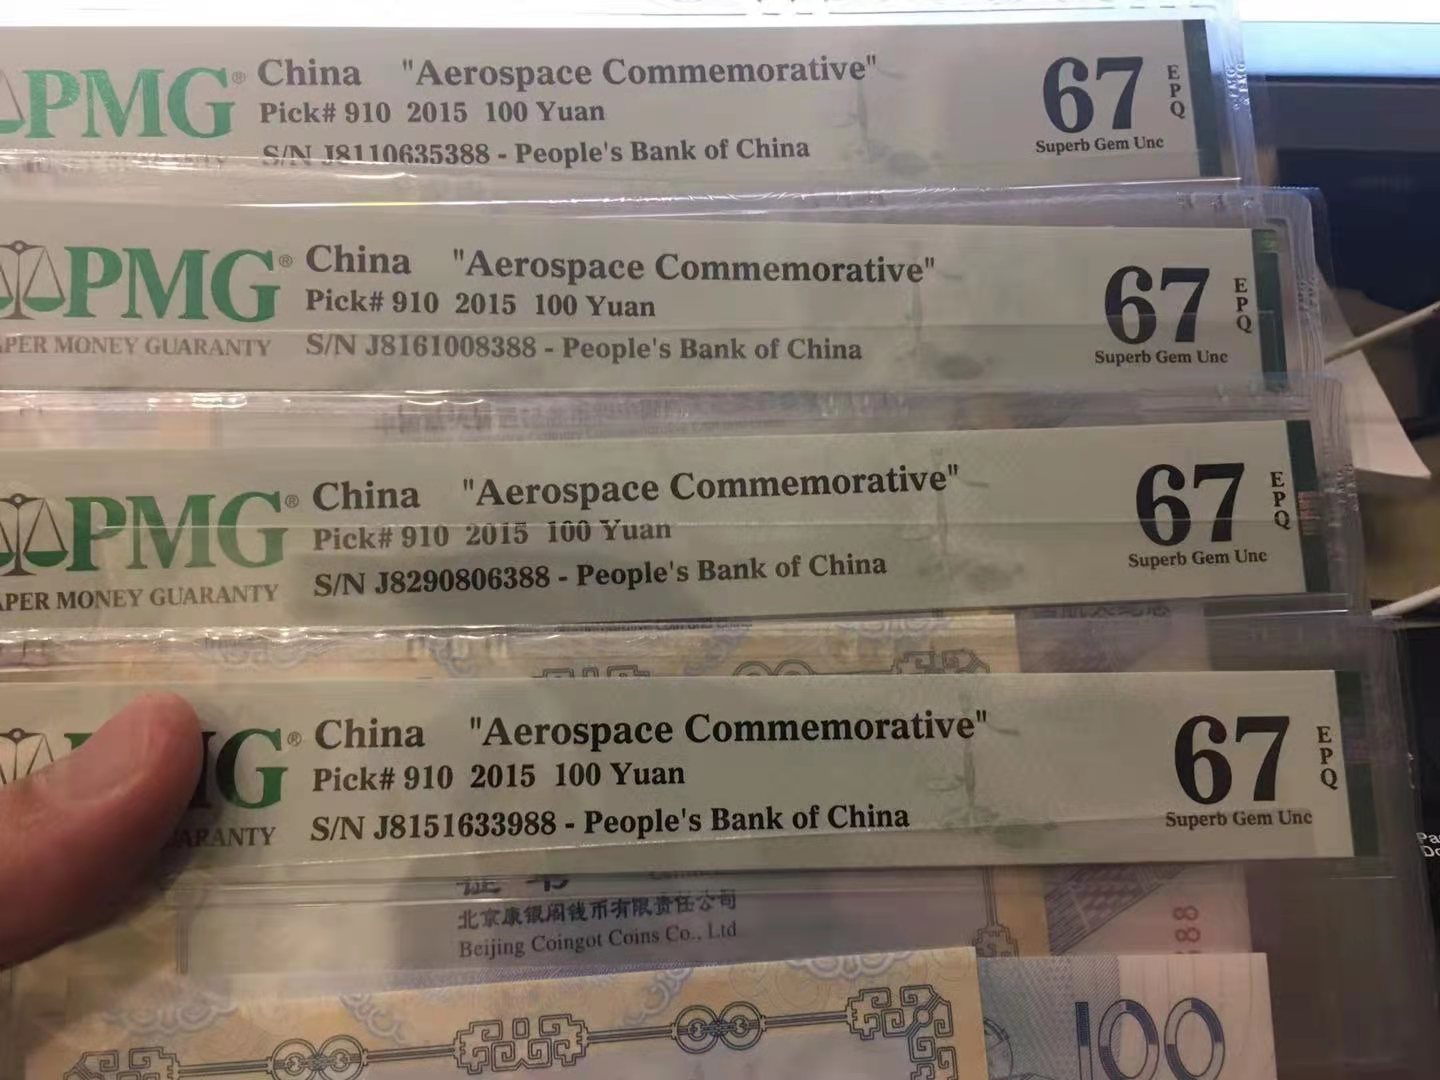 PMG® China "Aerospace Commemorative" 67 EPQ
Pick# 910 2015 100 Yuan
S/N J8110635388 - People's Bank of China Superb Gem Unc
PMG® China "Aerospace Commemorative" 67 EPQ
Pick# 910 2015 100 Yuan
PER MONEY GUARANTY S/N J8161008388 - People's Bank of China Superb Gem Unc
PMG® China "Aerospace Commemorative" 67 EPQ
Pick# 910 2015 100 Yuan
APER MONEY GUARANTY S/N J8290806388 - People's Bank of China Superb Gem Unc
G® China "Aerospace Commemorative" 67 EPQ
Pick# 910 2015 100 Yuan
ARANTY S/N J8151633988 - People's Bank of China Superb Gem Unc
证书
北京康银阁钱币有限责任公司
Beijing Coingot Coins Co., Ltd
88
100